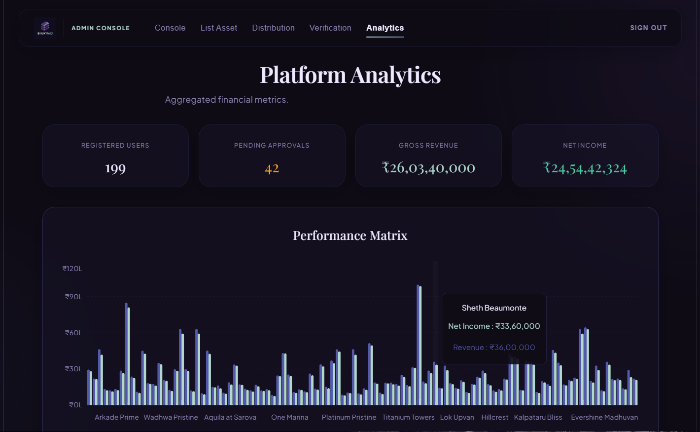 ADMIN CONSOLE
Console
List Asset
Distribution
Verification
Analytics
SIGN OUT
Platform Analytics
Aggregated financial metrics.
REGISTERED USERS
199
PENDING APPROVALS
42
GROSS REVENUE
₹26,03,40,000
NET INCOME
₹24,54,42,324
Performance Matrix
₹120L
₹90L
₹60L
₹30L
₹0L
Sheth Beaumonte
Net Income : ₹33,60,000
Revenue : ₹36,00,000
Arkade Prime
Wadhwa Pristine
Aquila at Sarova
One Marina
Platinum Pristine
Titanium Towers
Lok Upvan
Hillcrest
Kalpataru Bliss
Evershine Madhuvan